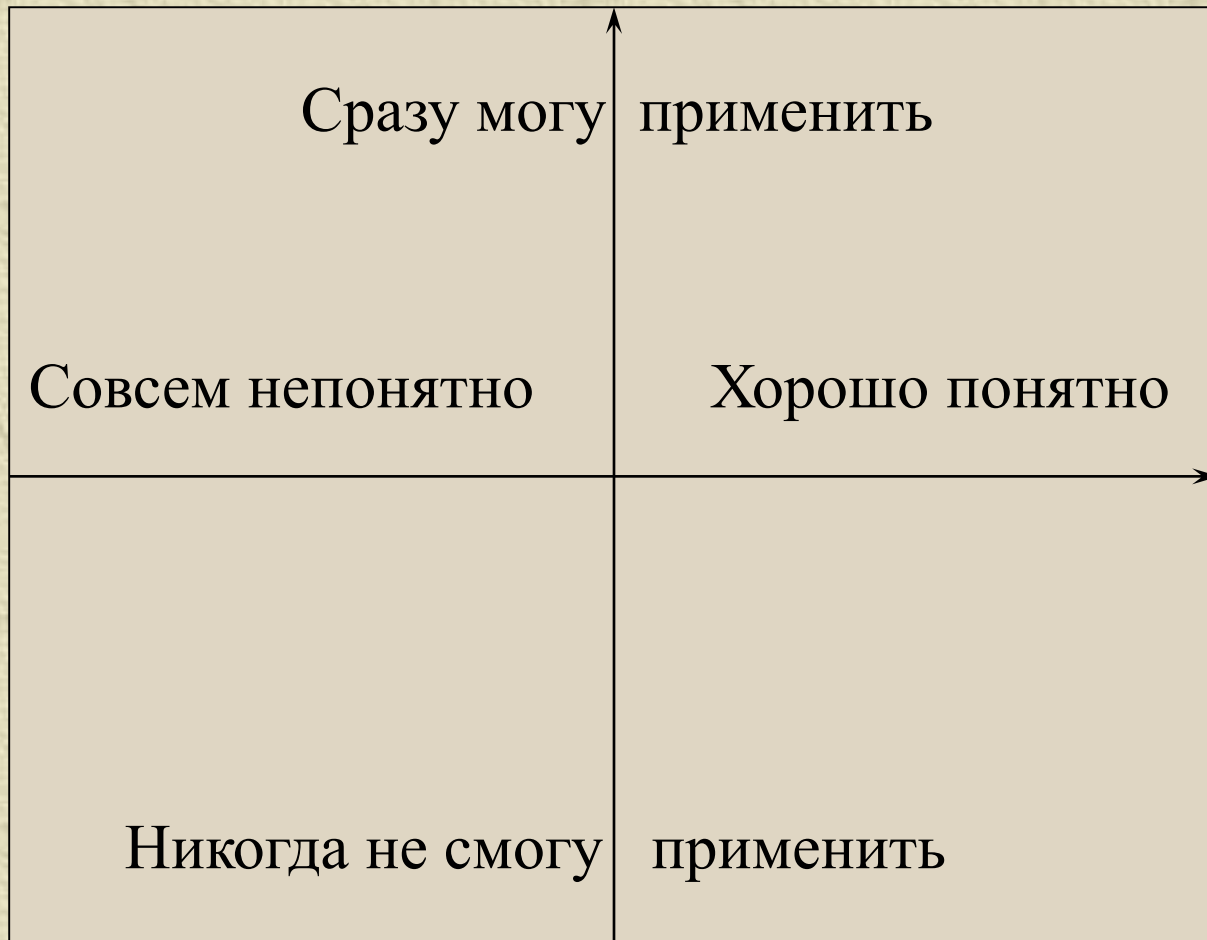 Сразу могу применить
Совсем непонятно
Хорошо понятно
Никогда не смогу применить